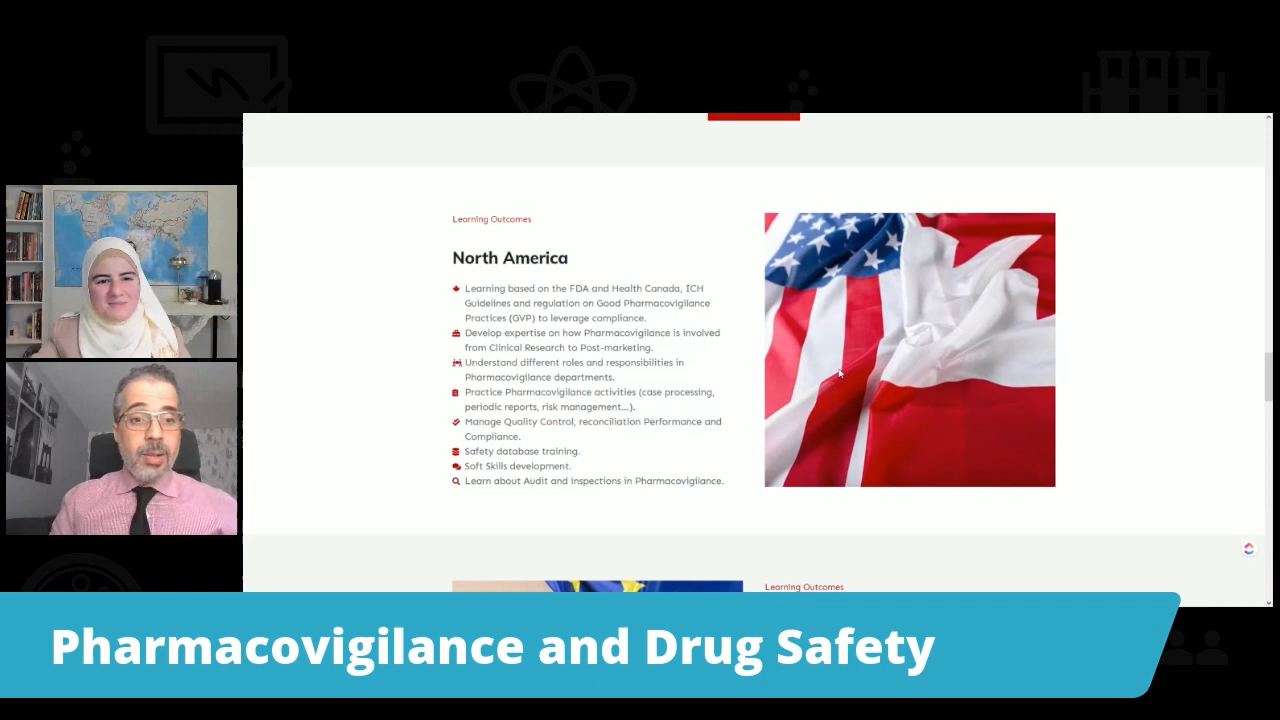 Learning Outcomes
North America
Learning based on the FDA and Health Canada, ICH
Guidelines and regulation on Good Pharmacovigilance
Practices (GVP) to leverage compliance.
Develop expertise on how Pharmacovigilance is involved
from Clinical Research to Post-marketing.
Understand different roles and responsibilities in
Pharmacovigilance departments.
Practice Pharmacovigilance activities (case processing,
periodic reports, risk management...).
Manage Quality Control, reconciliation Performance and
Compliance.
Safety database training.
Soft Skills development.
Learn about Audit and inspections in Pharmacovigilance.
Learning Outcomes
Pharmacovigilance and Drug Safety